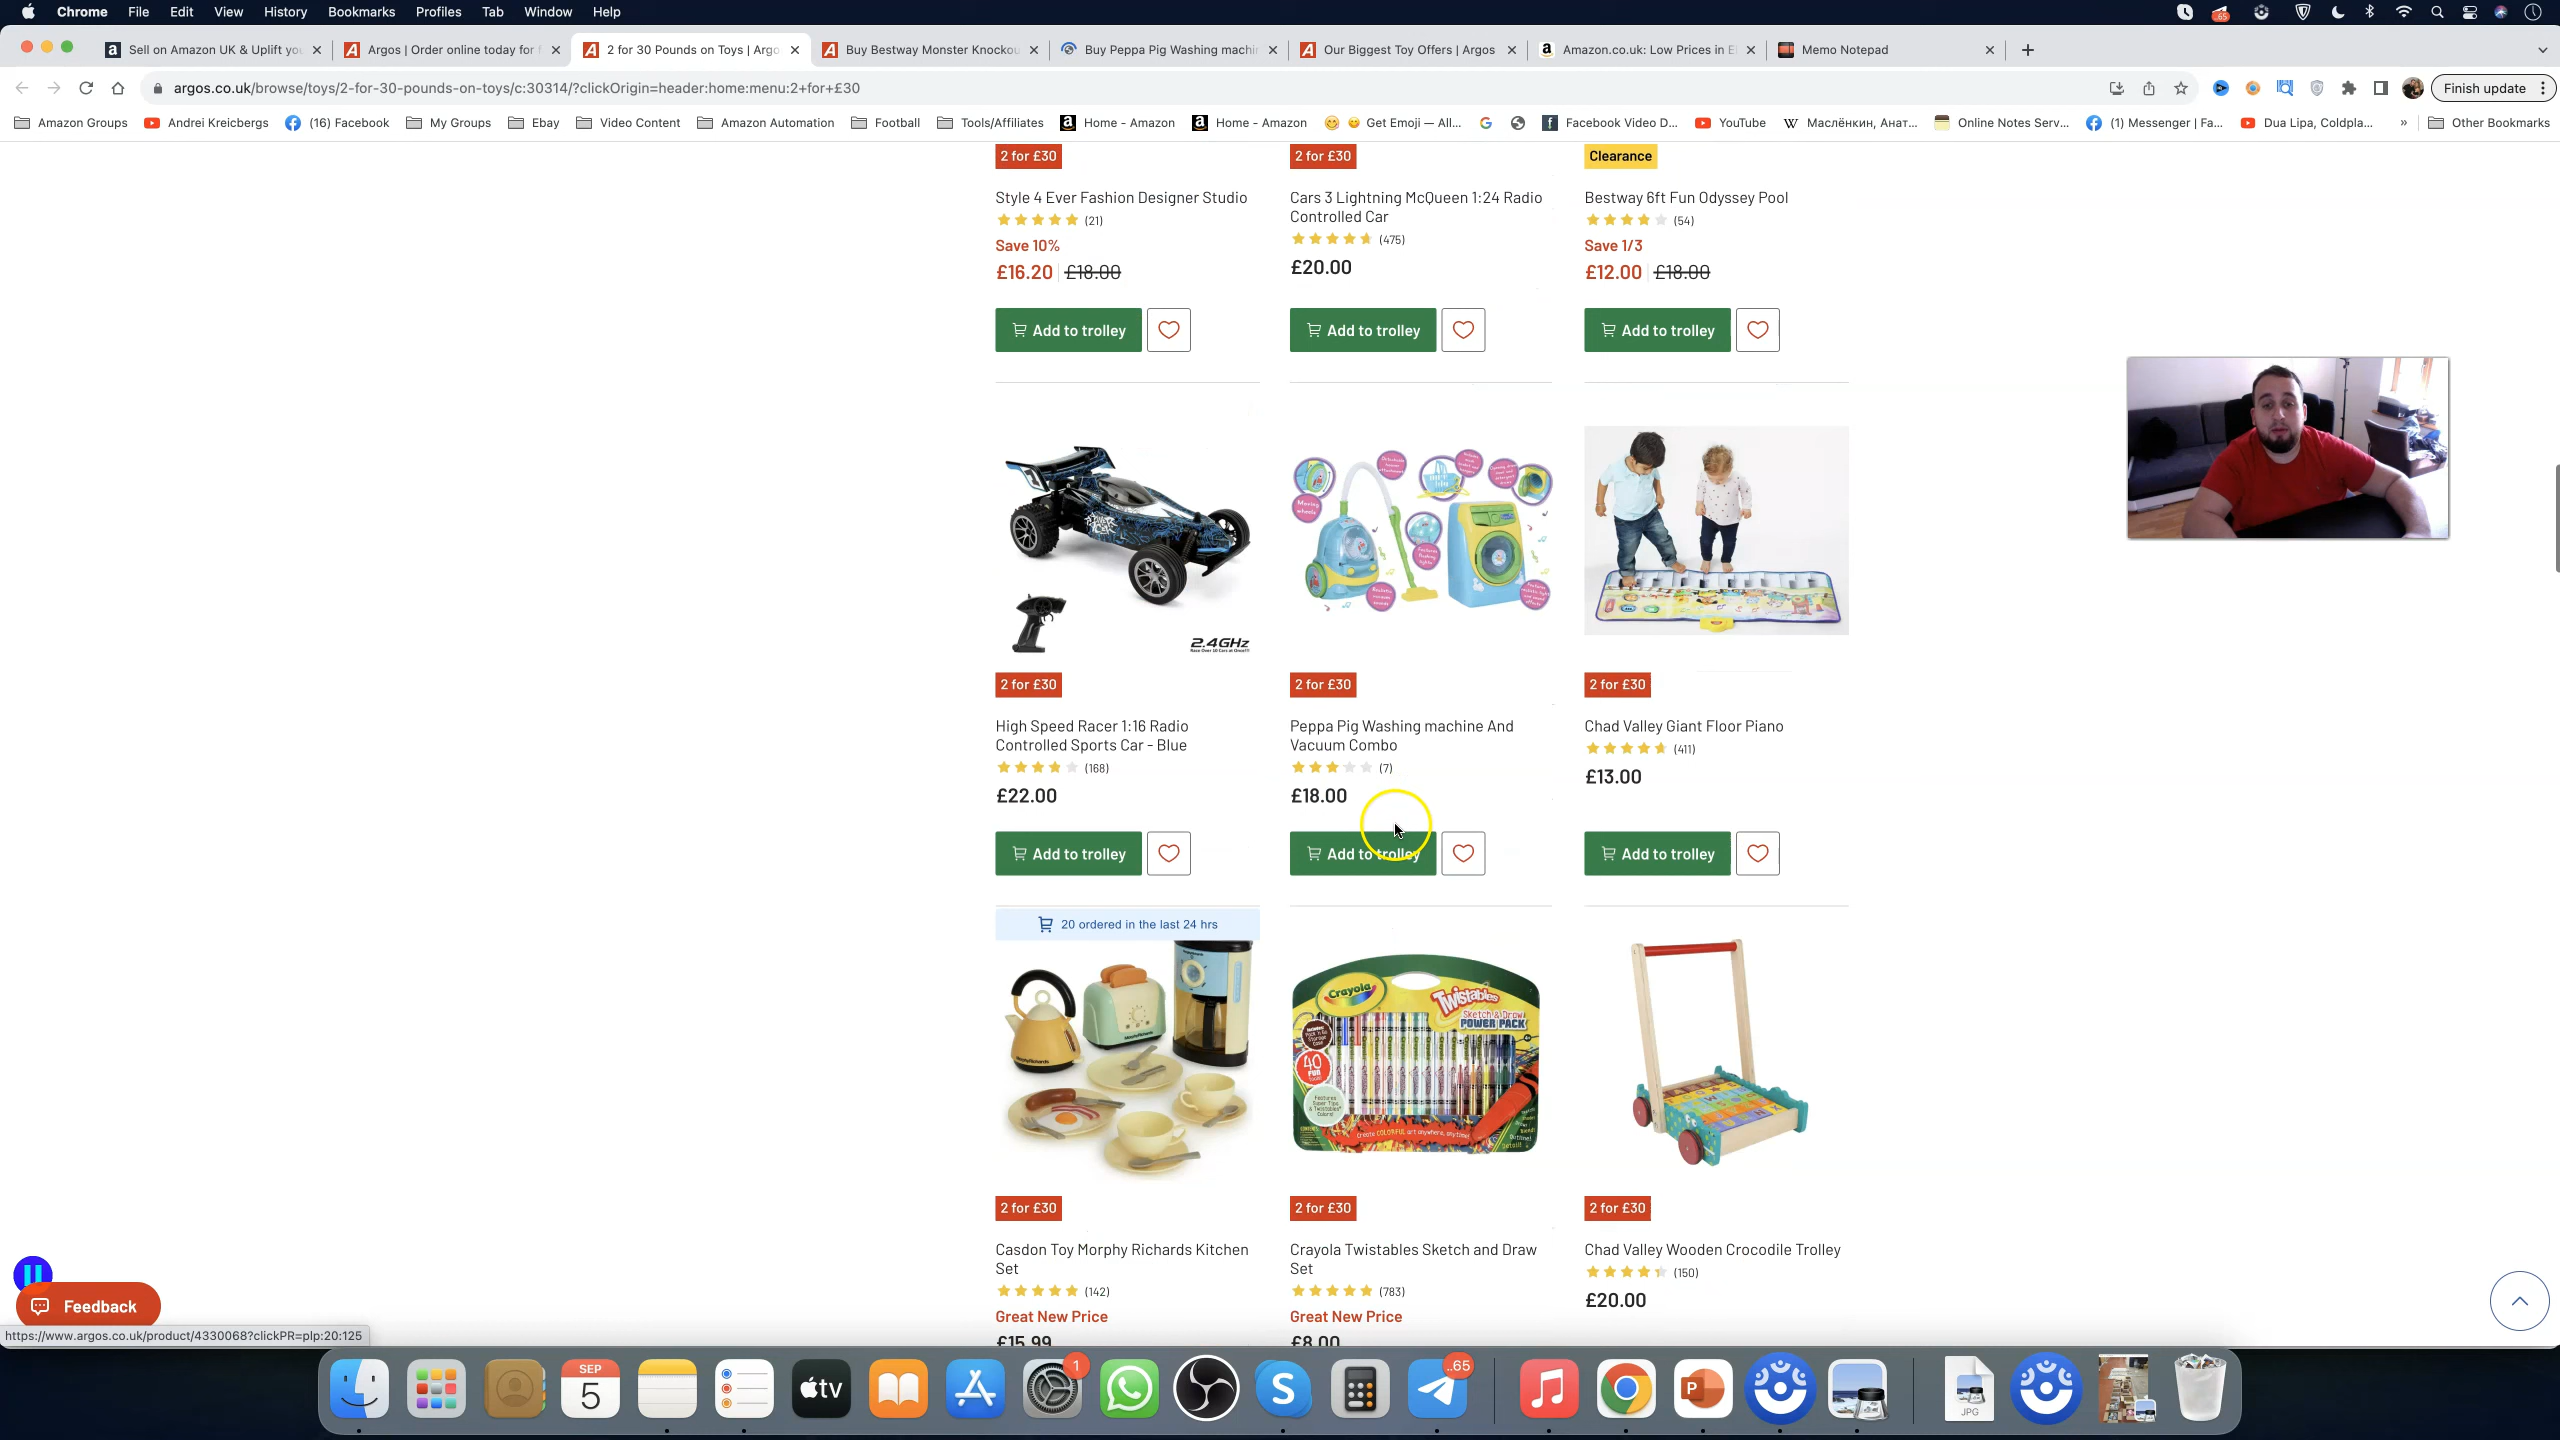 Chrome File Edit View History Bookmarks Profiles Tab Window Help
Sell on Amazon UK & Uplift yo
Argos | Order online today for f
2 for 30 Pounds on Toys | Argo
Buy Bestway Monster Knockou
Buy Peppa Pig Washing machin
Our Biggest Toy Offers | Argos
Amazon.co.uk: Low Prices in El
Memo Notepad
argos.co.uk/browse/toys/2-for-30-pounds-on-toys/c:30314/?clickOrigin=header:home:menu:2+for+£30
Finish update
Amazon Groups
Andrei Kreicbergs
(16) Facebook
My Groups
Ebay
Video Content
Amazon Automation
Football
Tools/Affiliates
Home - Amazon
Home - Amazon
Get Emoji — All...
Facebook Video D...
YouTube
Маслёнкин, Анат...
Online Notes Serv...
(1) Messenger | Fa...
Dua Lipa, Coldpla...
»
Other Bookmarks
2 for £30
2 for £30
Clearance
Style 4 Ever Fashion Designer Studio
(21)
Save 10%
£16.20 £18.00
Add to trolley
Cars 3 Lightning McQueen 1:24 Radio
Controlled Car
(475)
£20.00
Add to trolley
Bestway 6ft Fun Odyssey Pool
(54)
Save 1/3
£12.00 £18.00
Add to trolley
2.4GHz
2 for £30
High Speed Racer 1:16 Radio
Controlled Sports Car - Blue
(168)
£22.00
Add to trolley
2 for £30
Peppa Pig Washing machine And
Vacuum Combo
(7)
£18.00
Add to trolley
2 for £30
Chad Valley Giant Floor Piano
(411)
£13.00
Add to trolley
20 ordered in the last 24 hrs
2 for £30
Casdon Toy Morphy Richards Kitchen
Set
(142)
Great New Price
£15.99
Crayola
Twistables
Sketch & Draw
POWER PACK
40
2 for £30
Crayola Twistables Sketch and Draw
Set
(783)
Great New Price
£8.00
2 for £30
Chad Valley Wooden Crocodile Trolley
(150)
£20.00
Feedback
https://www.argos.co.uk/product/4330068?clickPR=plp:20:125
SEP
5
tv
1
..65
JPG